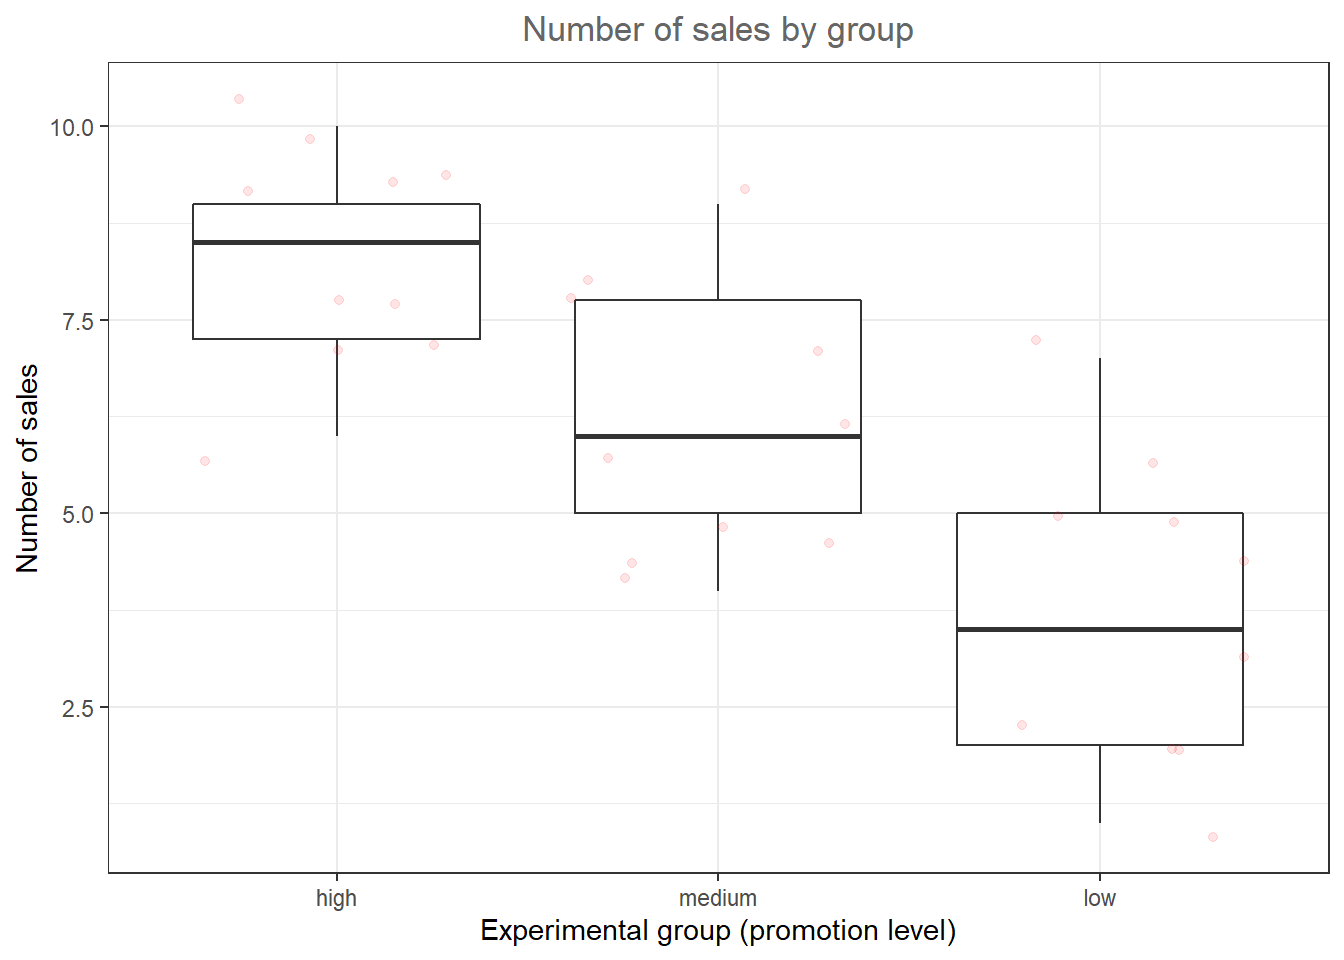 Number of sales by group
Number of sales
10.0
7.5
5.0
2.5
high medium low
Experimental group (promotion level)